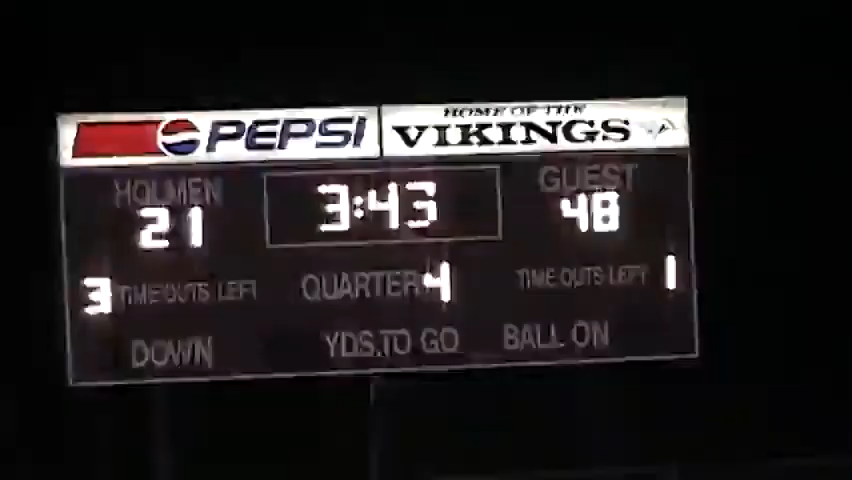 PEPSI
HOME OF THE
VIKINGS
HOLMEN
21
3:43
GUEST
48
3 TIME OUTS LEFT
QUARTER 4
TIME OUTS LEFT 1
DOWN
YDS.TO GO
BALL ON